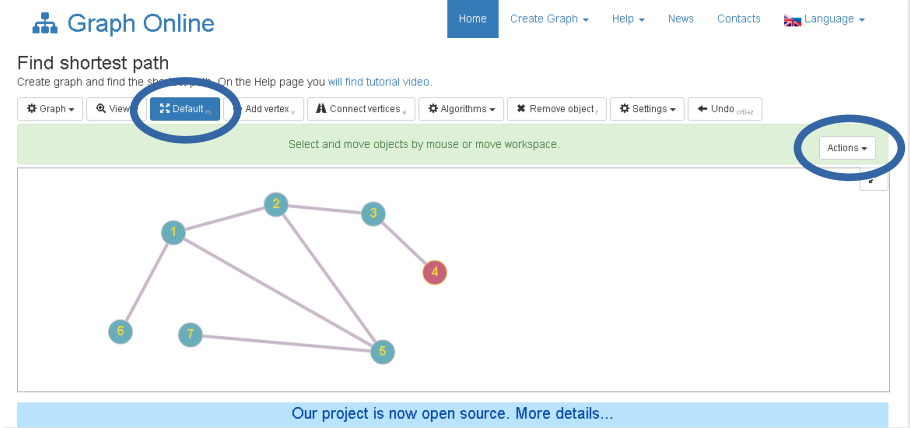 Graph Online
Home Create Graph Help News Contacts Language
Find shortest path
Create graph and find the shortest path. On the Help page you will find tutorial video.
Graph View Default m Add vertex v Connect vertices e Algorithms Remove object r Settings Undo crtl+z
Select and move objects by mouse or move workspace.
Actions
2
3
1
4
6
7
5
Our project is now open source. More details...